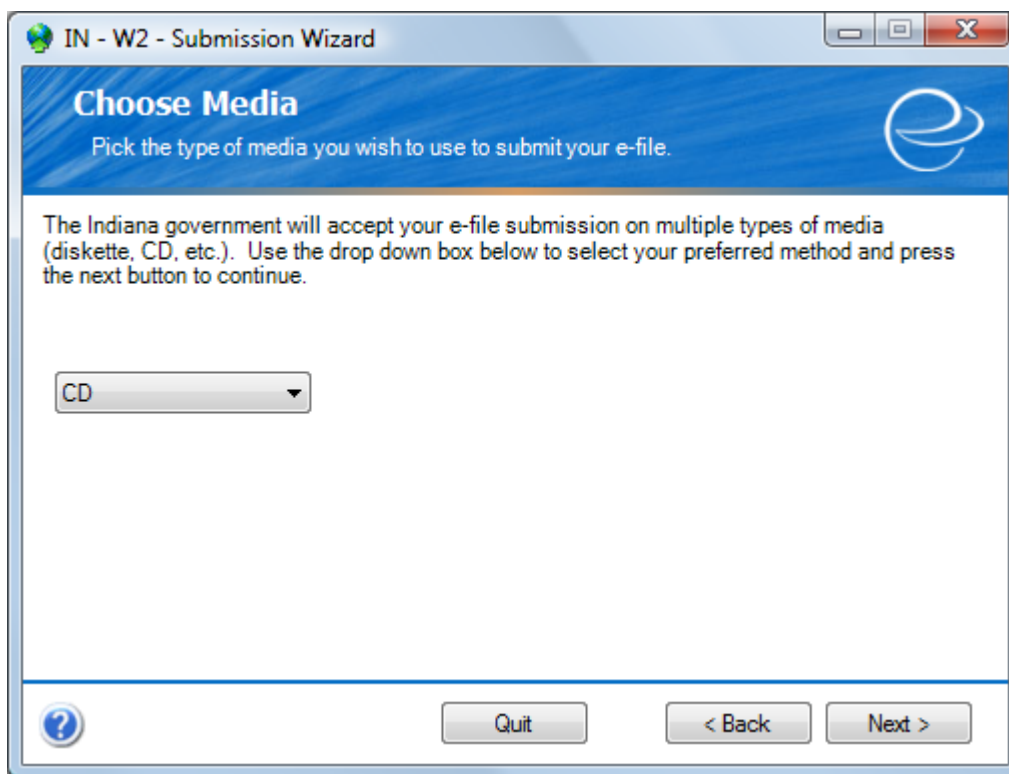 IN - W2 - Submission Wizard
Choose Media
Pick the type of media you wish to use to submit your e-file.
The Indiana government will accept your e-file submission on multiple types of media
(diskette, CD, etc.).  Use the drop down box below to select your preferred method and press
the next button to continue.
CD
Quit
< Back
Next >